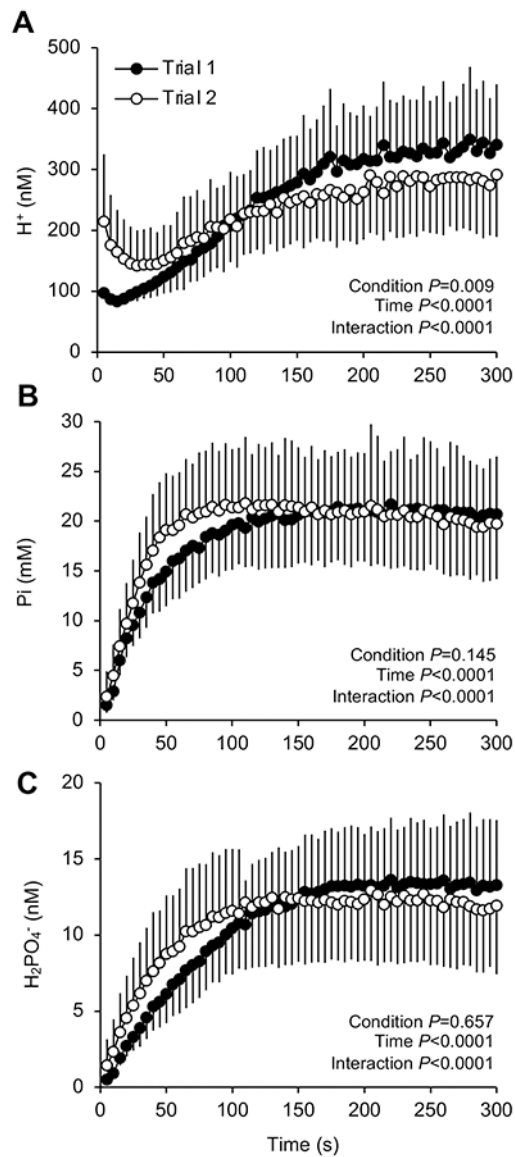 A
500
400
300
200
100
0
H⁺ (nM)
Trial 1
Trial 2
Condition P=0.009
Time P<0.0001
Interaction P<0.0001
0 50 100 150 200 250 300
B
30
25
20
15
10
5
0
Pi (mM)
Condition P=0.145
Time P<0.0001
Interaction P<0.0001
0 50 100 150 200 250 300
C
20
15
10
5
0
H₂PO₄⁻ (nM)
Condition P=0.657
Time P<0.0001
Interaction P<0.0001
0 50 100 150 200 250 300
Time (s)